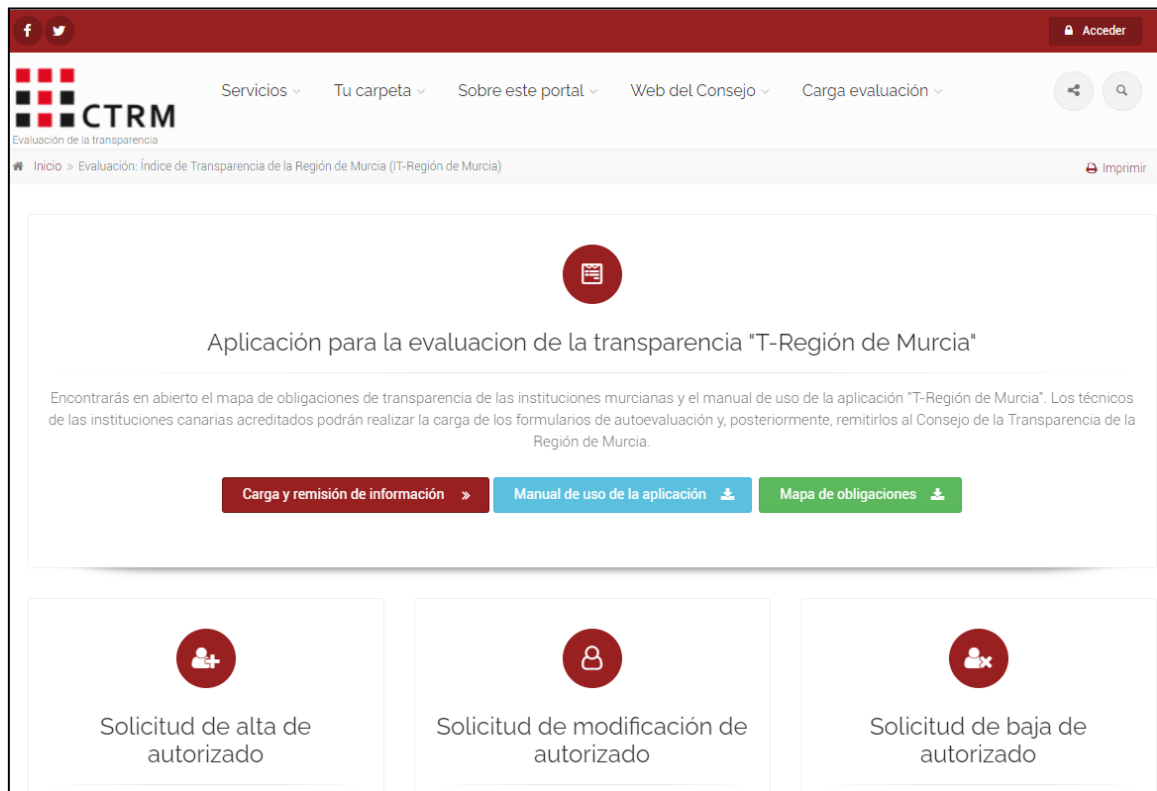 Acceder
CTRM
Evaluación de la transparencia
Servicios
Tu carpeta
Sobre este portal
Web del Consejo
Carga evaluación
Inicio » Evaluación: Índice de Transparencia de la Región de Murcia (IT-Región de Murcia)
Imprimir
Aplicación para la evaluacion de la transparencia "T-Región de Murcia"
Encontrarás en abierto el mapa de obligaciones de transparencia de las instituciones murcianas y el manual de uso de la aplicación "T-Región de Murcia". Los técnicos
de las instituciones canarias acreditados podrán realizar la carga de los formularios de autoevaluación y, posteriormente, remitirlos al Consejo de la Transparencia de la
Región de Murcia.
Carga y remisión de información »
Manual de uso de la aplicación
Mapa de obligaciones
Solicitud de alta de
autorizado
Solicitud de modificación de
autorizado
Solicitud de baja de
autorizado